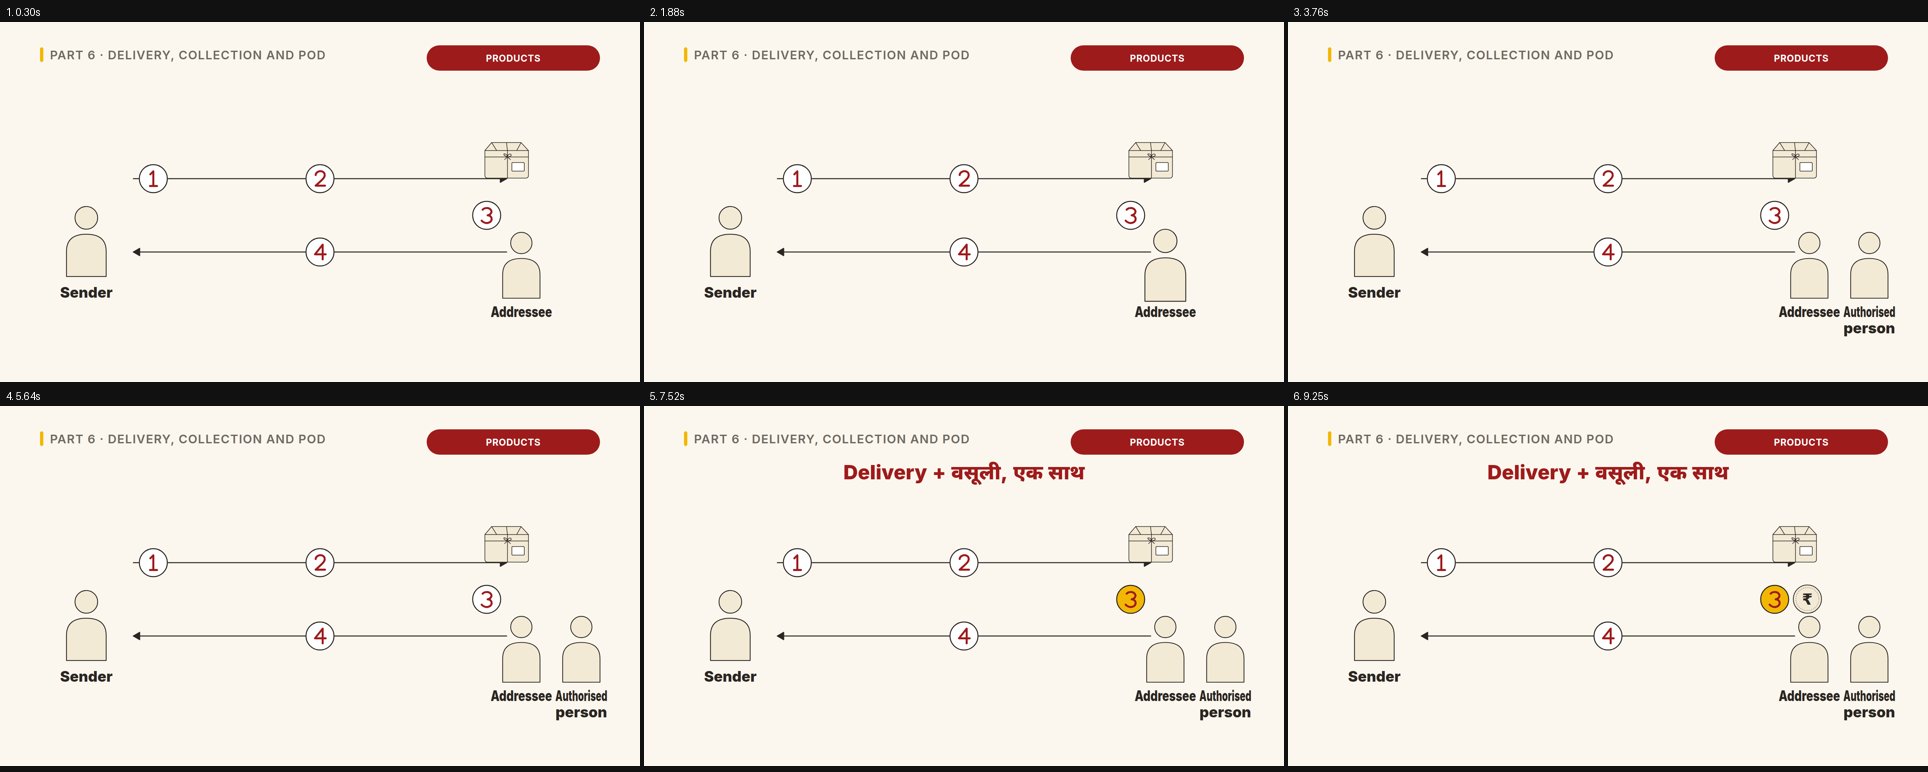 1. 0.30s
PART 6 · DELIVERY, COLLECTION AND POD
PRODUCTS
1
2
3
4
Sender
Addressee
2. 1.88s
PART 6 · DELIVERY, COLLECTION AND POD
PRODUCTS
1
2
3
4
Sender
Addressee
3. 3.76s
PART 6 · DELIVERY, COLLECTION AND POD
PRODUCTS
1
2
3
4
Sender
Addressee
Authorised
person
4. 5.64s
PART 6 · DELIVERY, COLLECTION AND POD
PRODUCTS
1
2
3
4
Sender
Addressee
Authorised
person
5. 7.52s
PART 6 · DELIVERY, COLLECTION AND POD
PRODUCTS
Delivery + वसूली, एक साथ
1
2
3
4
Sender
Addressee
Authorised
person
6. 9.25s
PART 6 · DELIVERY, COLLECTION AND POD
PRODUCTS
Delivery + वसूली, एक साथ
1
2
3
₹
4
Sender
Addressee
Authorised
person